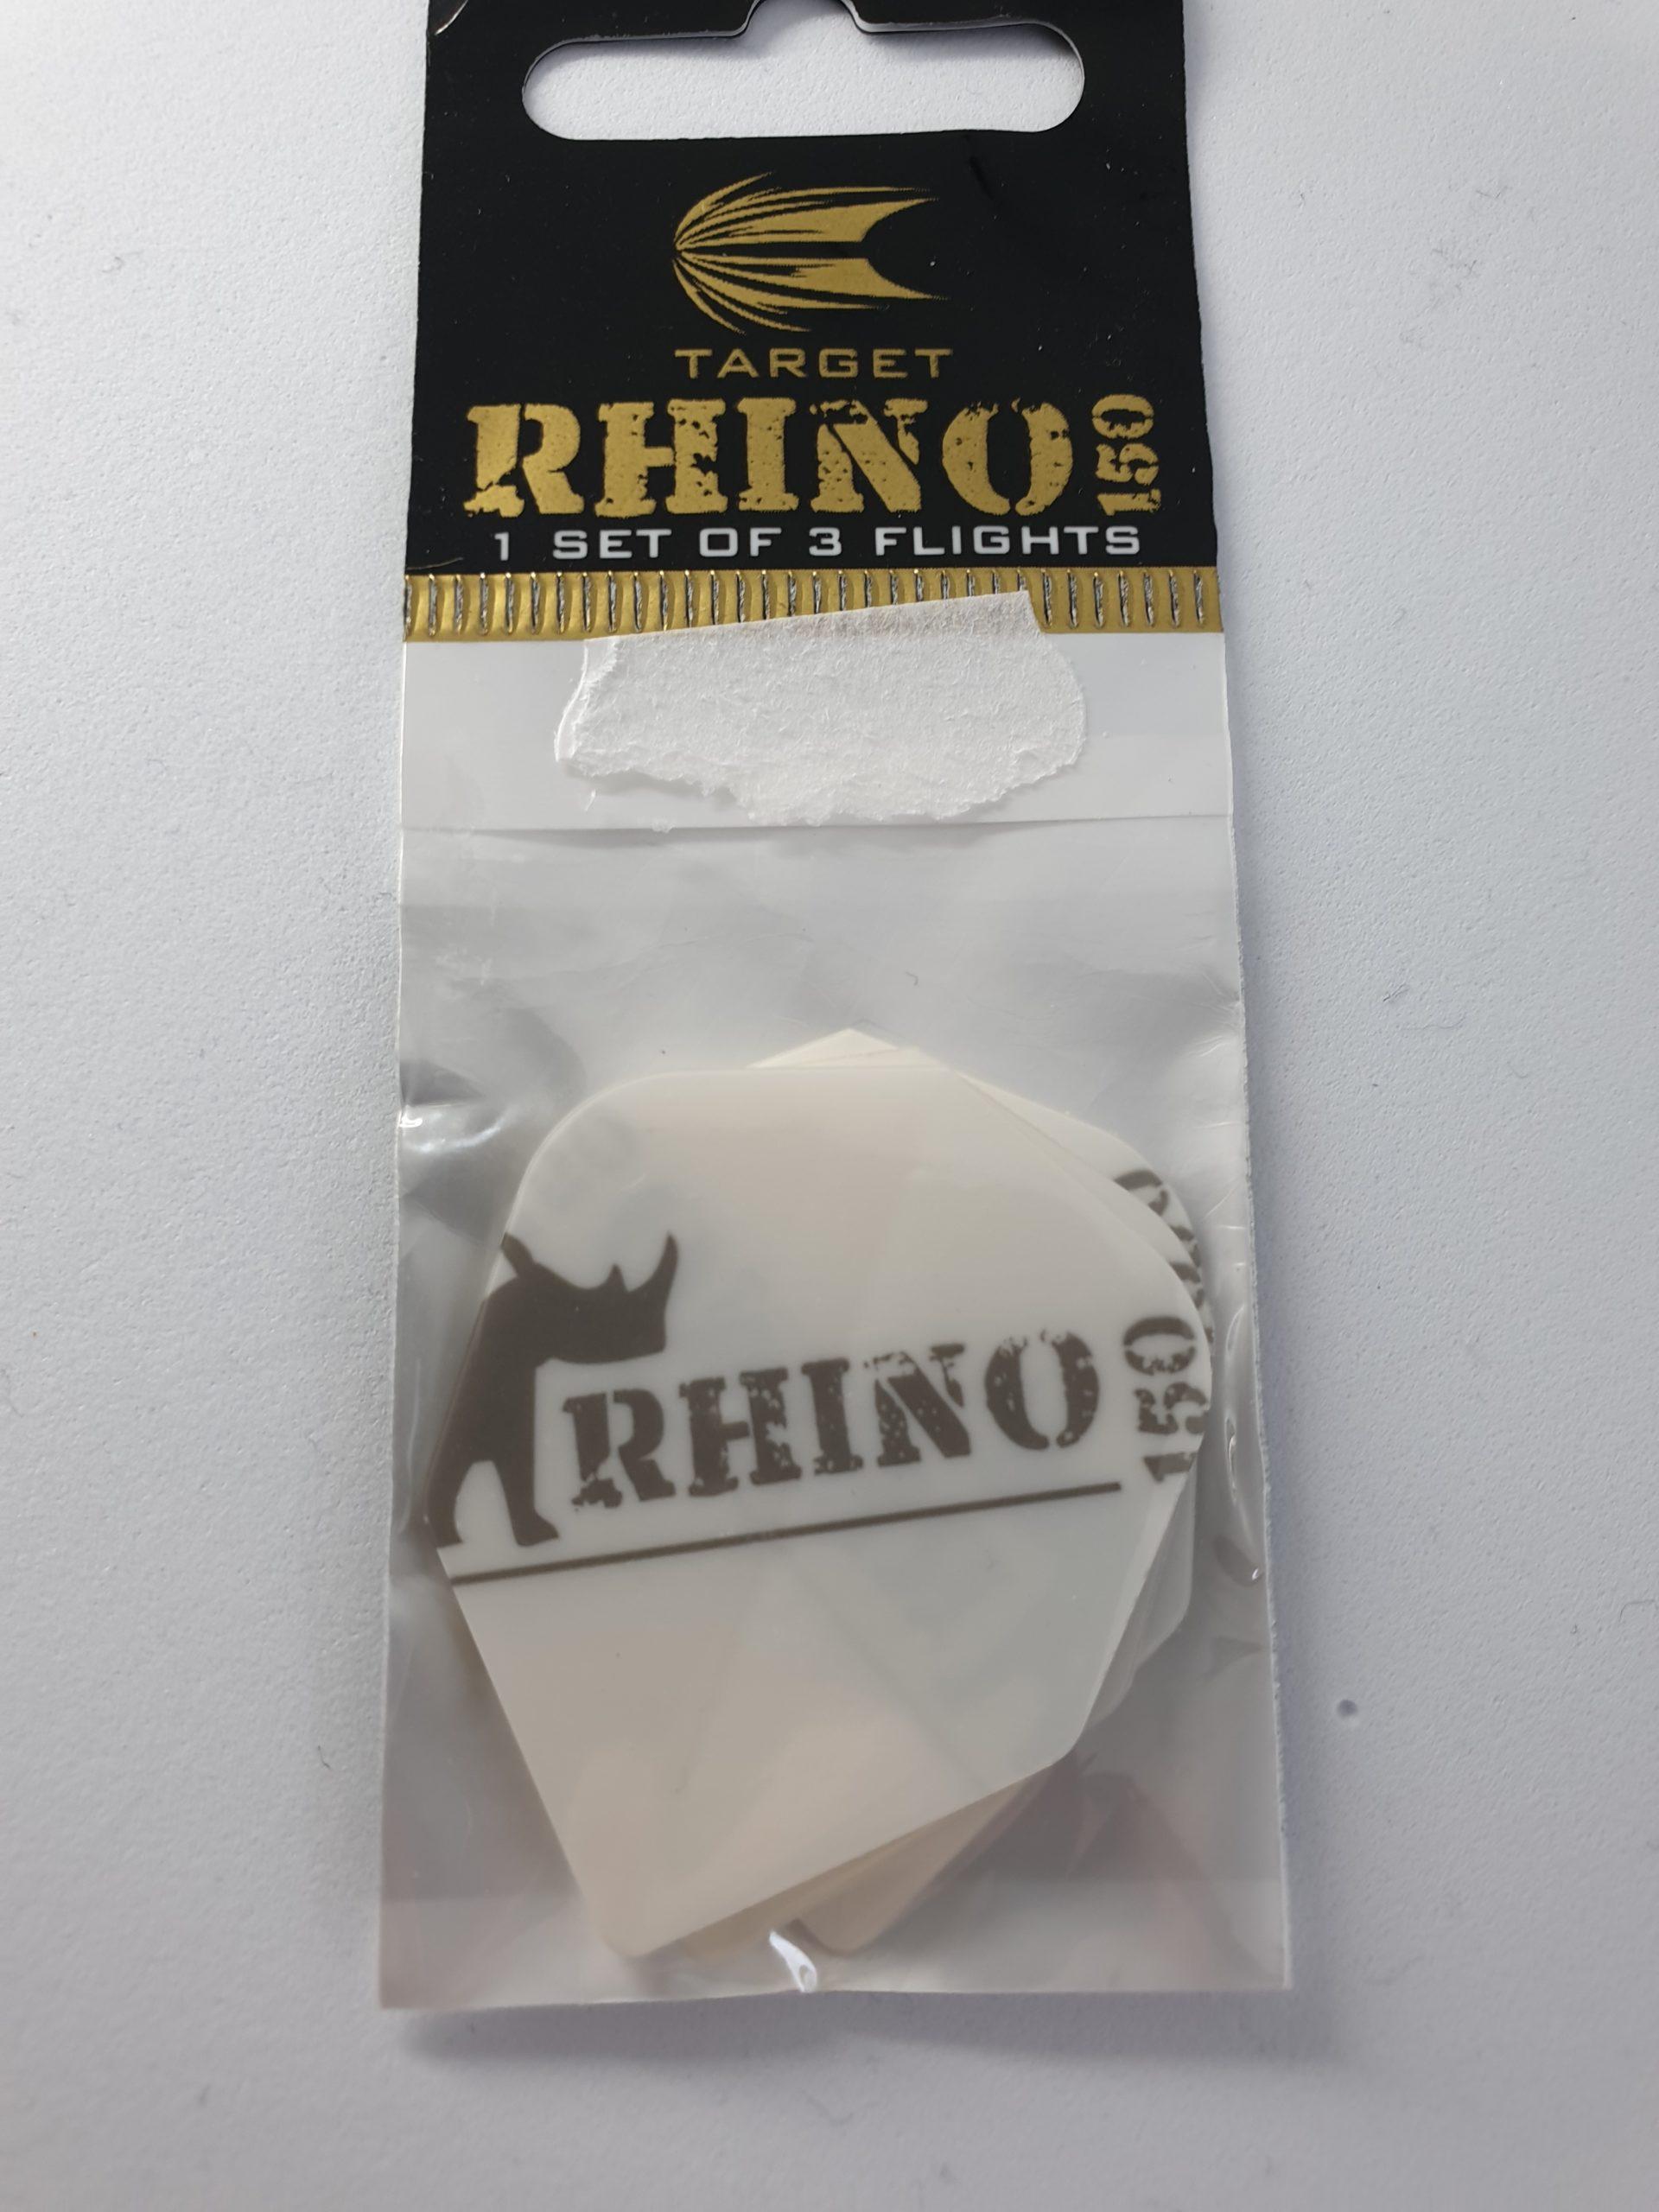 TARGET
RHINO 150
1 SET OF 3 FLIGHTS
RHINO 150